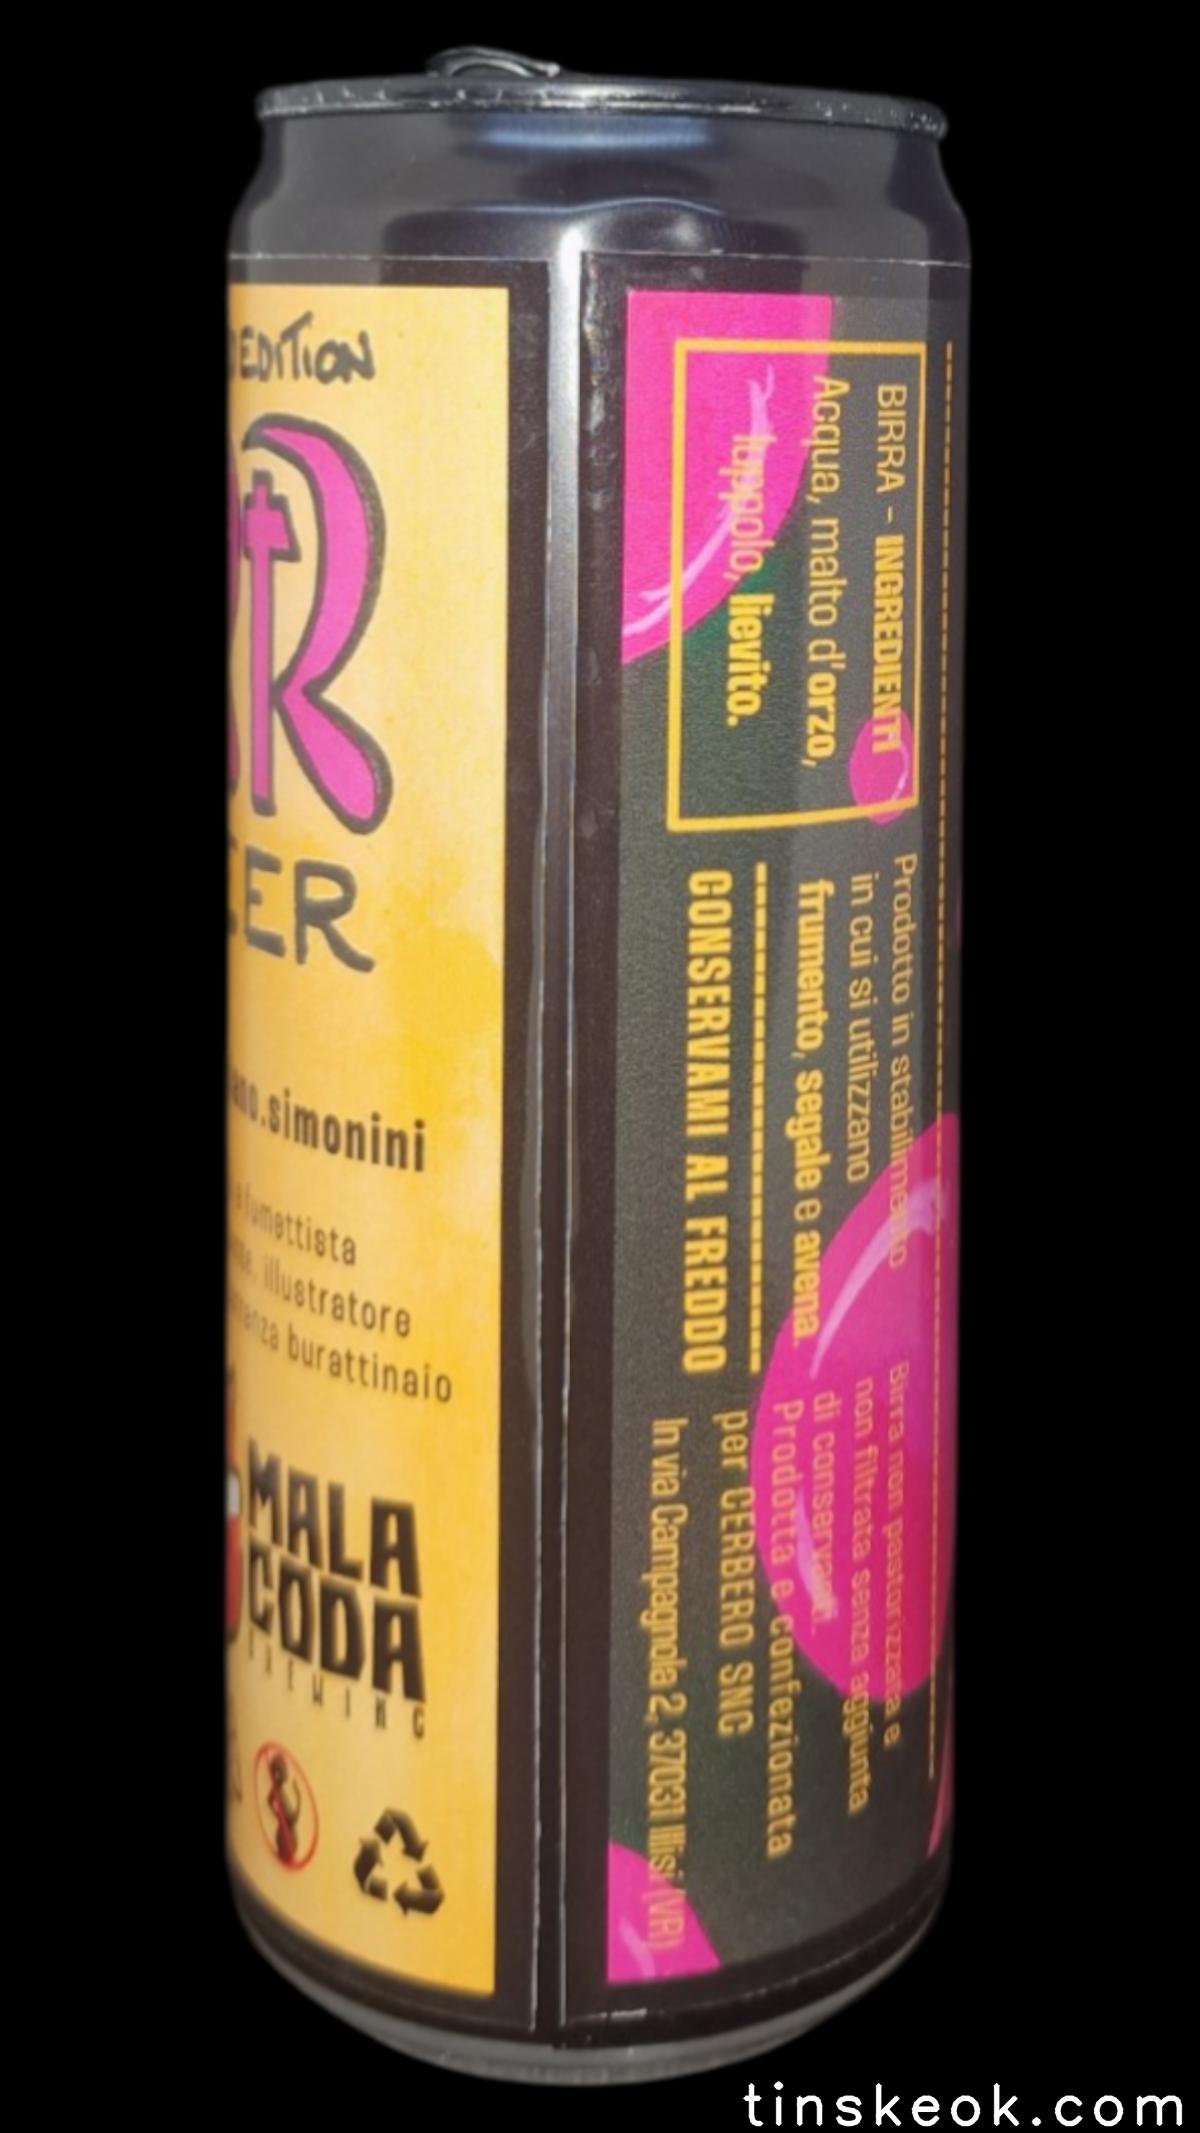 EDITION
ER
simonini
fumettista
illustratore
burattinaio
MALA
CODA
BREWING
BIRRA - INGREDIENTI
Acqua, malto d'orzo,
luppolo, lievito.
Prodotto in stabilimento
in cui si utilizzano
frumento, segale e avena.
CONSERVAMI AL FREDDO
Birra non pastorizzata e
non filtrata senza aggiunta
di conservanti.
Prodotta e confezionata
per CERBERO SNC
In via Campagnola 2, 37031 Illasi (VR)
tinskeok.com